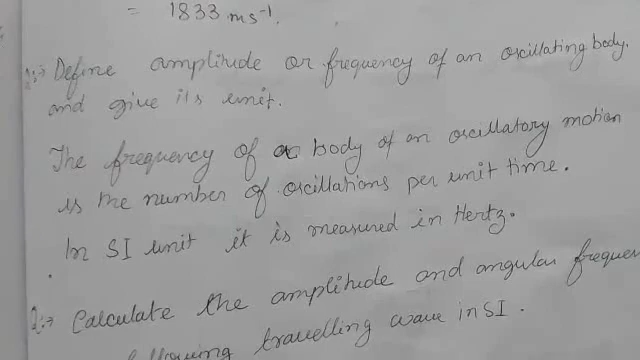 = 1833 ms⁻¹.
Q:→ Define amplitude or frequency of an oscillating body.
and give its unit.
The frequency of a body of an oscillatory motion
is the number of oscillations per unit time.
In SI unit it is measured in Hertz.
Q:→ Calculate the amplitude and angular frequen
travelling wave in SI.